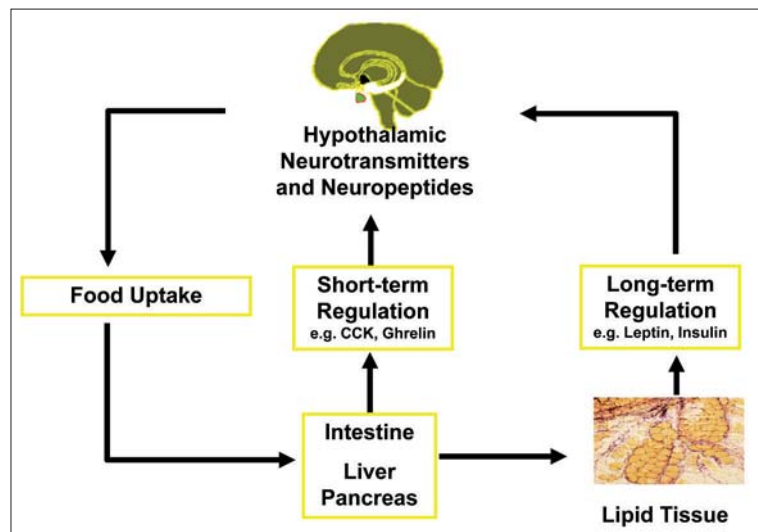 Hypothalamic
Neurotransmitters
and Neuropeptides
Food Uptake
Short-term
Regulation
e.g. CCK, Ghrelin
Long-term
Regulation
e.g. Leptin, Insulin
Intestine
Liver
Pancreas
Lipid Tissue